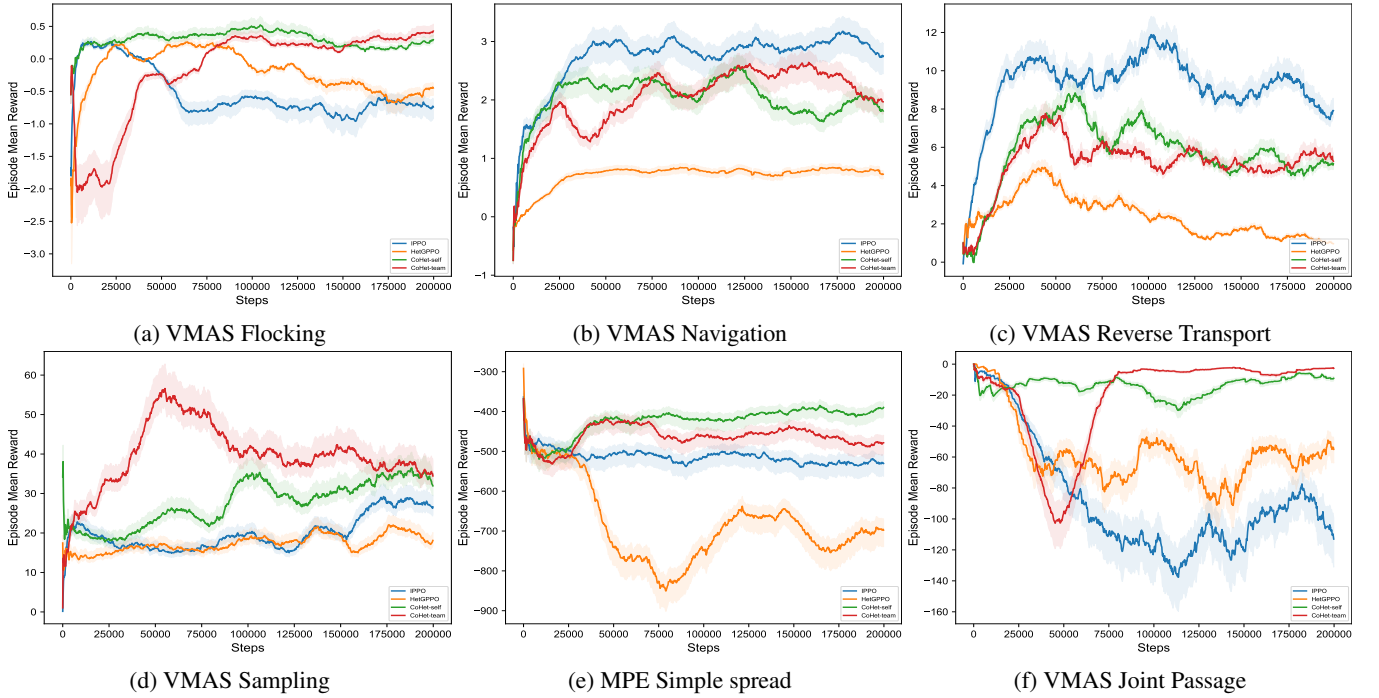 Episode Mean Reward
0.5
0.0
−0.5
−1.0
−1.5
−2.0
−2.5
−3.0
0
25000
50000
75000
100000
125000
150000
175000
200000
Steps
IPPO
HetGPPO
CoHet-self
CoHet-team
(a) VMAS Flocking
Episode Mean Reward
3
2
1
0
−1
0
25000
50000
75000
100000
125000
150000
175000
200000
Steps
IPPO
HetGPPO
CoHet-self
CoHet-team
(b) VMAS Navigation
Episode Mean Reward
12
10
8
6
4
2
0
0
25000
50000
75000
100000
125000
150000
175000
200000
Steps
IPPO
HetGPPO
CoHet-self
CoHet-team
(c) VMAS Reverse Transport
Episode Mean Reward
60
50
40
30
20
10
0
0
25000
50000
75000
100000
125000
150000
175000
200000
Steps
IPPO
HetGPPO
CoHet-self
CoHet-team
(d) VMAS Sampling
Episode Mean Reward
−300
−400
−500
−600
−700
−800
−900
0
25000
50000
75000
100000
125000
150000
175000
200000
Steps
IPPO
HetGPPO
CoHet-self
CoHet-team
(e) MPE Simple spread
Episode Mean Reward
0
−20
−40
−60
−80
−100
−120
−140
−160
0
25000
50000
75000
100000
125000
150000
175000
200000
Steps
IPPO
HetGPPO
CoHet-self
CoHet-team
(f) VMAS Joint Passage